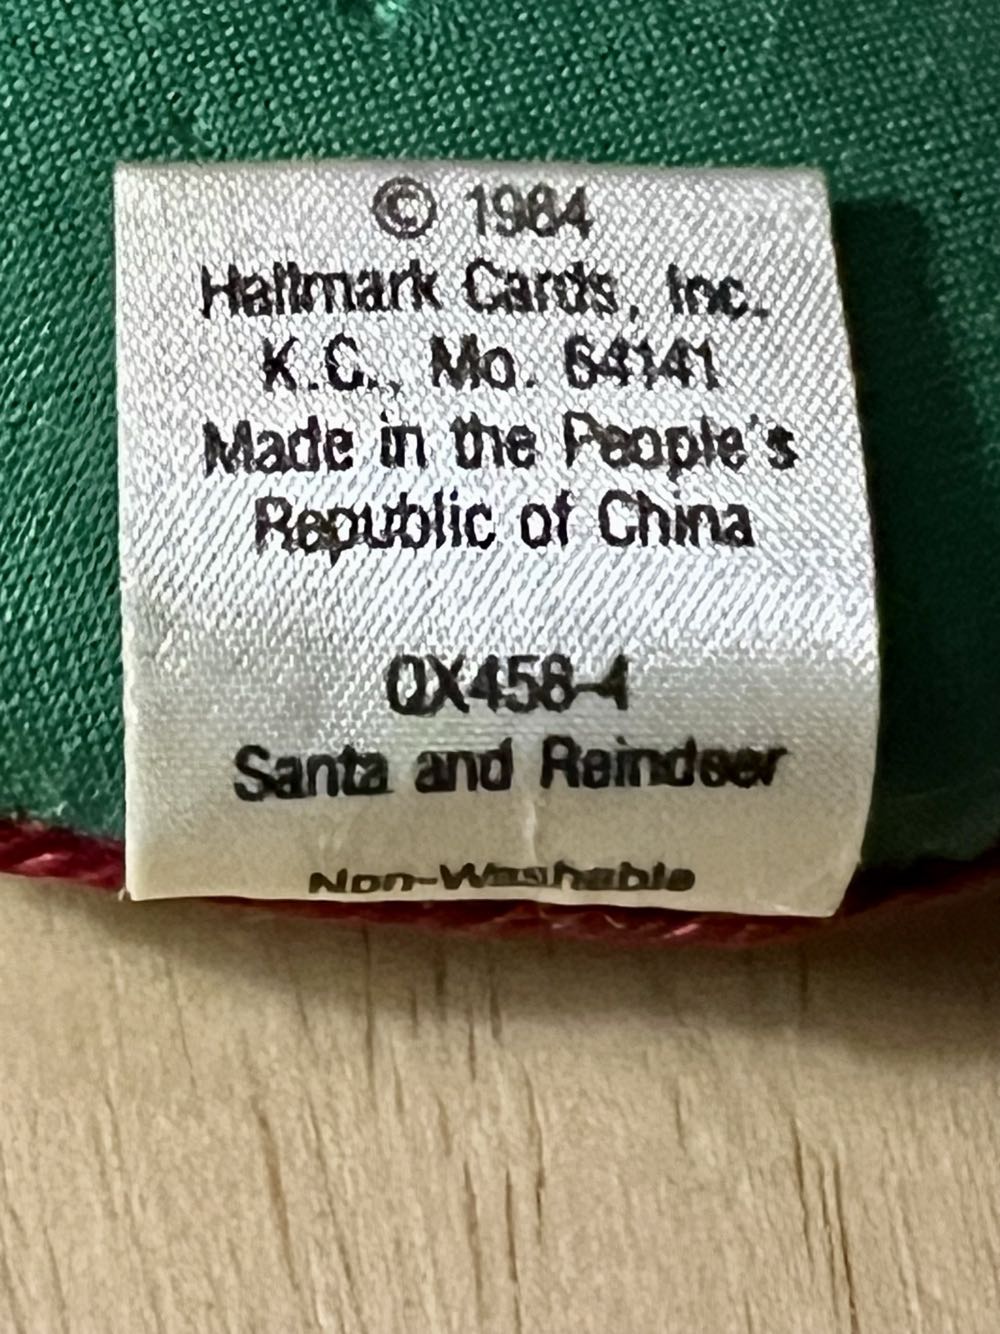 © 1984
Hallmark Cards, Inc.
K.C., Mo. 64141
Made in the People's
Republic of China
QX458-4
Santa and Reindeer
Non-Washable